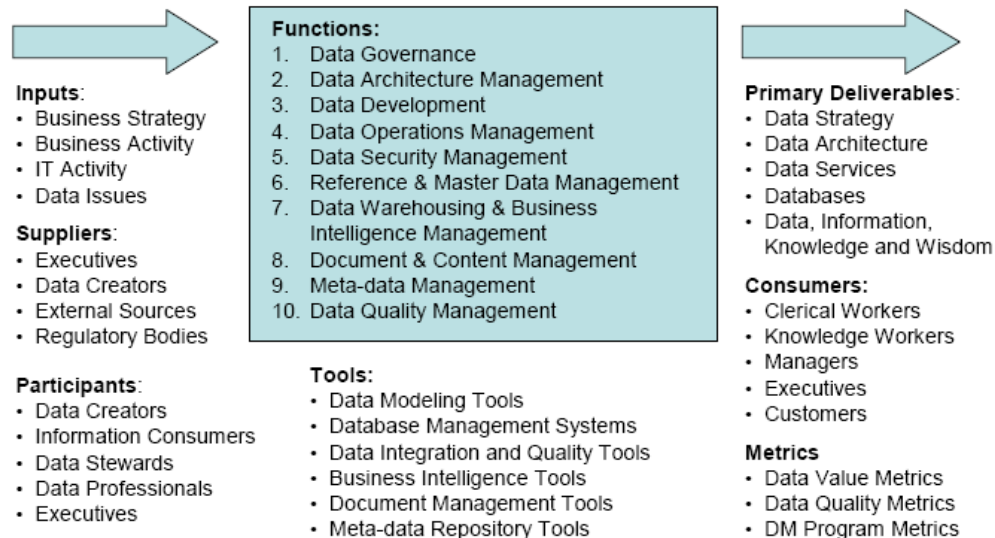 Inputs:
• Business Strategy
• Business Activity
• IT Activity
• Data Issues
Suppliers:
• Executives
• Data Creators
• External Sources
• Regulatory Bodies
Participants:
• Data Creators
• Information Consumers
• Data Stewards
• Data Professionals
• Executives
Functions:
1. Data Governance
2. Data Architecture Management
3. Data Development
4. Data Operations Management
5. Data Security Management
6. Reference & Master Data Management
7. Data Warehousing & Business
Intelligence Management
8. Document & Content Management
9. Meta-data Management
10. Data Quality Management
Tools:
• Data Modeling Tools
• Database Management Systems
• Data Integration and Quality Tools
• Business Intelligence Tools
• Document Management Tools
• Meta-data Repository Tools
Primary Deliverables:
• Data Strategy
• Data Architecture
• Data Services
• Databases
• Data, Information,
Knowledge and Wisdom
Consumers:
• Clerical Workers
• Knowledge Workers
• Managers
• Executives
• Customers
Metrics
• Data Value Metrics
• Data Quality Metrics
• DM Program Metrics